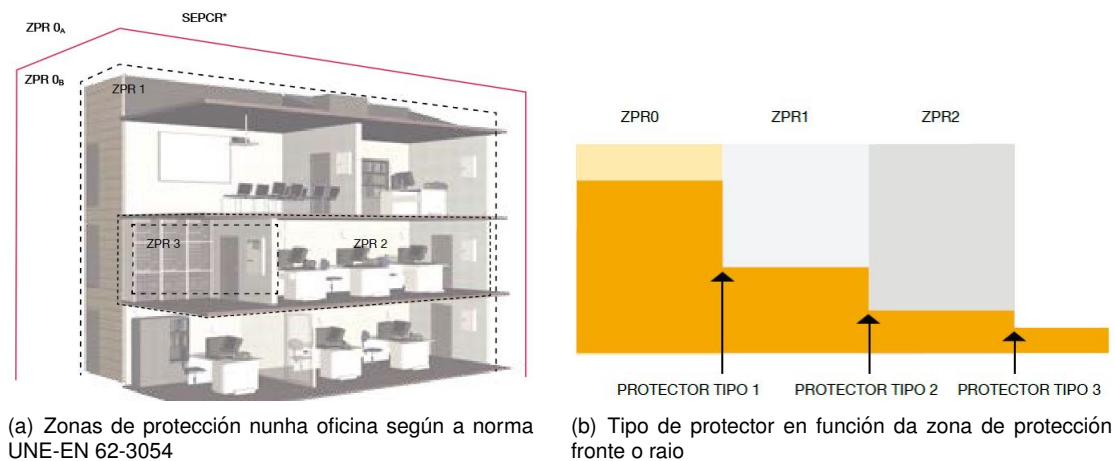 ZPR 0A
SEPCR*
ZPR 0B
ZPR 1
ZPR 3
ZPR 2
(a) Zonas de protección nunha oficina según a norma
UNE-EN 62-3054
ZPR0
ZPR1
ZPR2
PROTECTOR TIPO 1
PROTECTOR TIPO 2
PROTECTOR TIPO 3
(b) Tipo de protector en función da zona de protección
fronte o raio